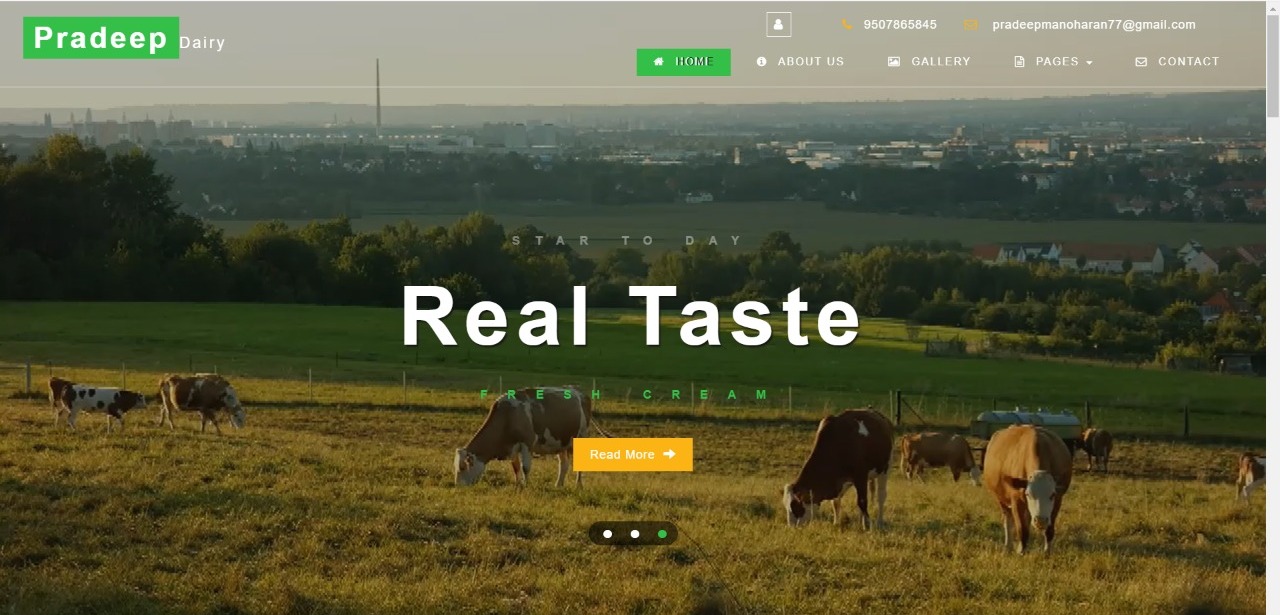 Pradeep Dairy
9507865845 pradeepmanoharan77@gmail.com
HOME ABOUT US GALLERY PAGES CONTACT
STAR TO DAY
Real Taste
FRESH CREAM
Read More